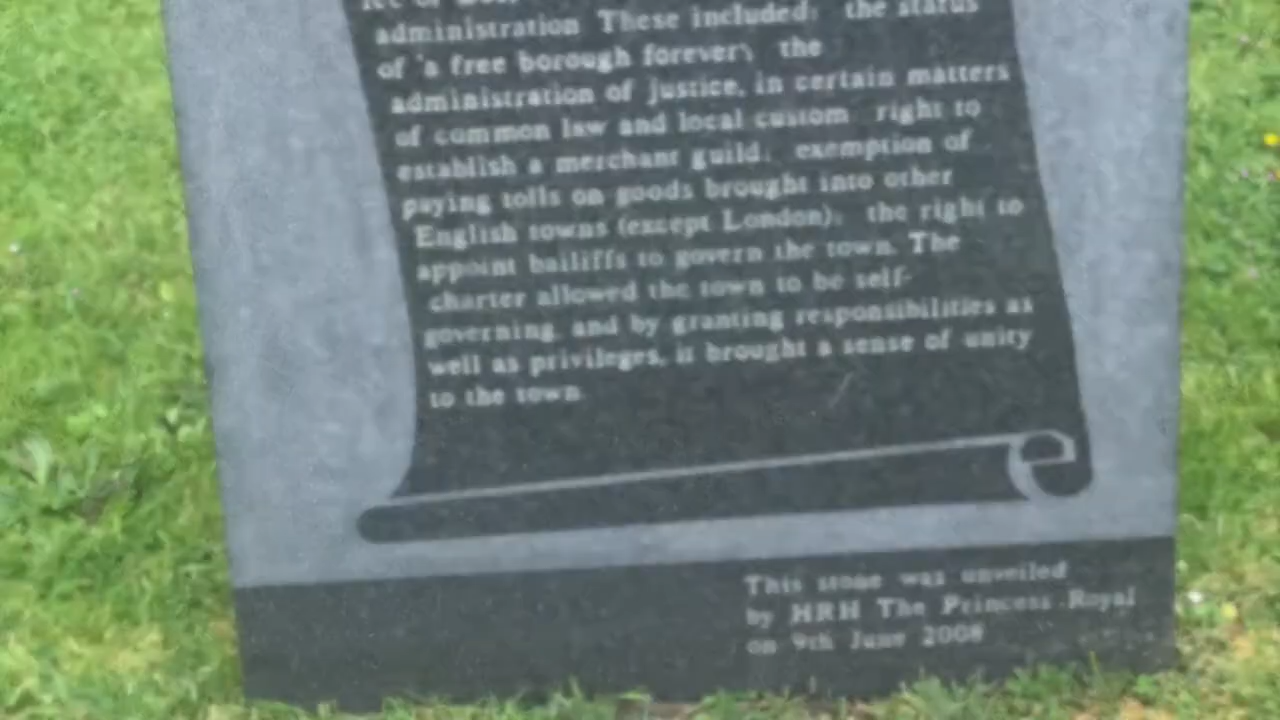 administration These included: the status
of 'a free borough forever'; the
administration of justice, in certain matters
of common law and local custom right to
establish a merchant guild; exemption of
paying tolls on goods brought into other
English towns (except London); the right to
appoint bailiffs to govern the town. The
charter allowed the town to be self-
governing, and by granting responsibilities as
well as privileges, it brought a sense of unity
to the town.
This stone was unveiled
by HRH The Princess Royal
on 9th June 2008